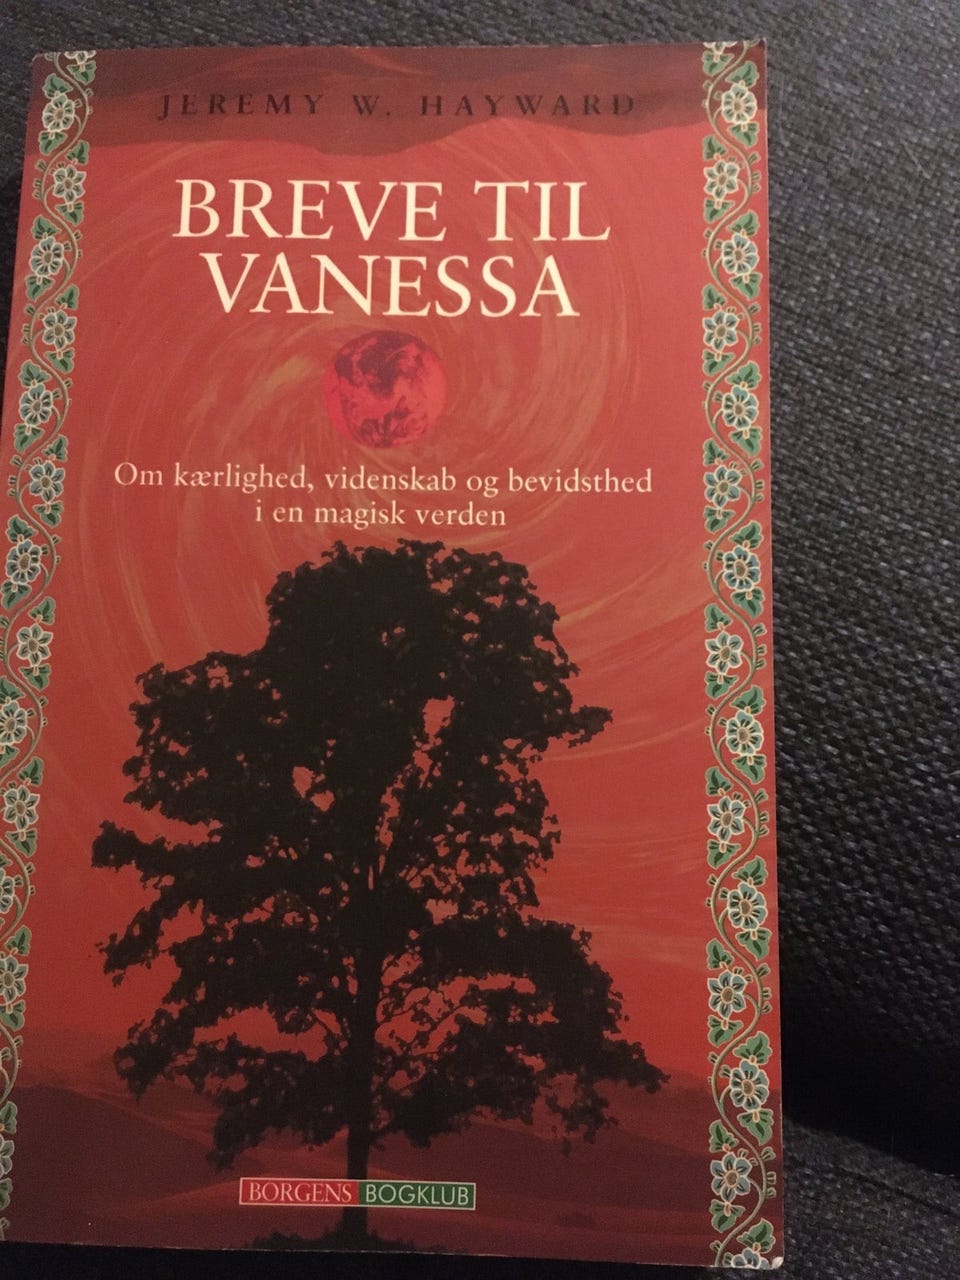 JEREMY W. HAYWARD
BREVE TIL
VANESSA
Om kærlighed, videnskab og bevidsthed
i en magisk verden
BORGENS BOGKLUB